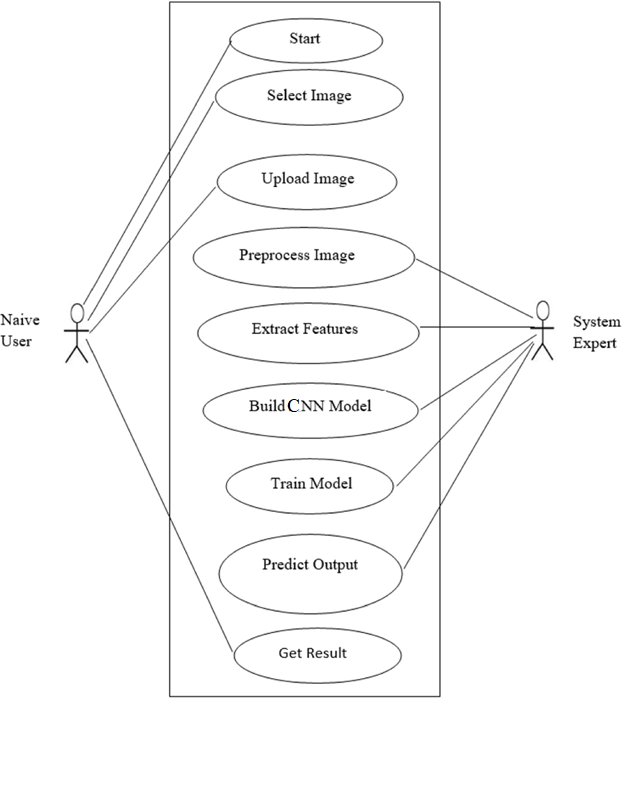 Start
Select Image
Upload Image
Preprocess Image
Naive
User
Extract Features
System
Expert
Build CNN Model
Train Model
Predict Output
Get Result